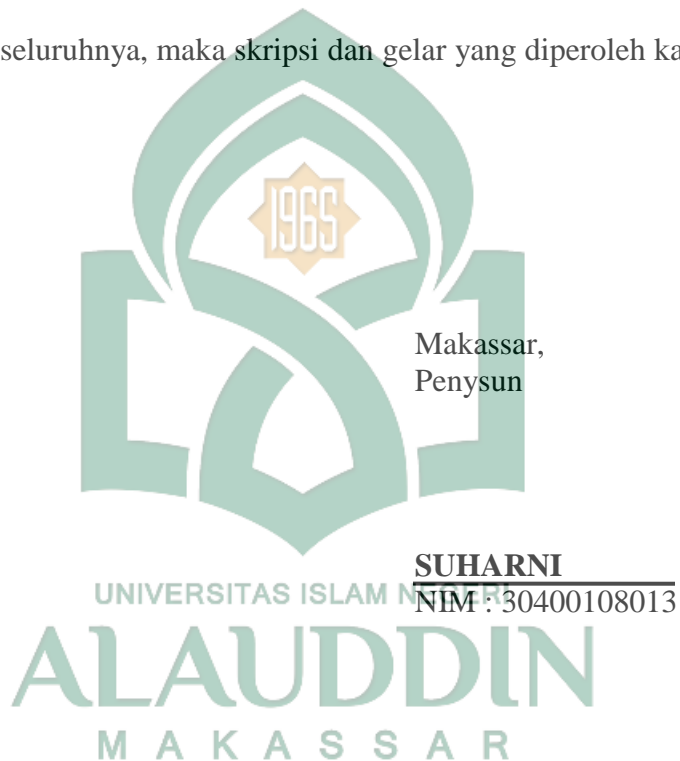 seluruhnya, maka skripsi dan gelar yang diperoleh ka
1965
Makassar,
Penysun
SUHARNI
NIM : 30400108013
UNIVERSITAS ISLAM NEGERI
ALAUDDIN
MAKASSAR